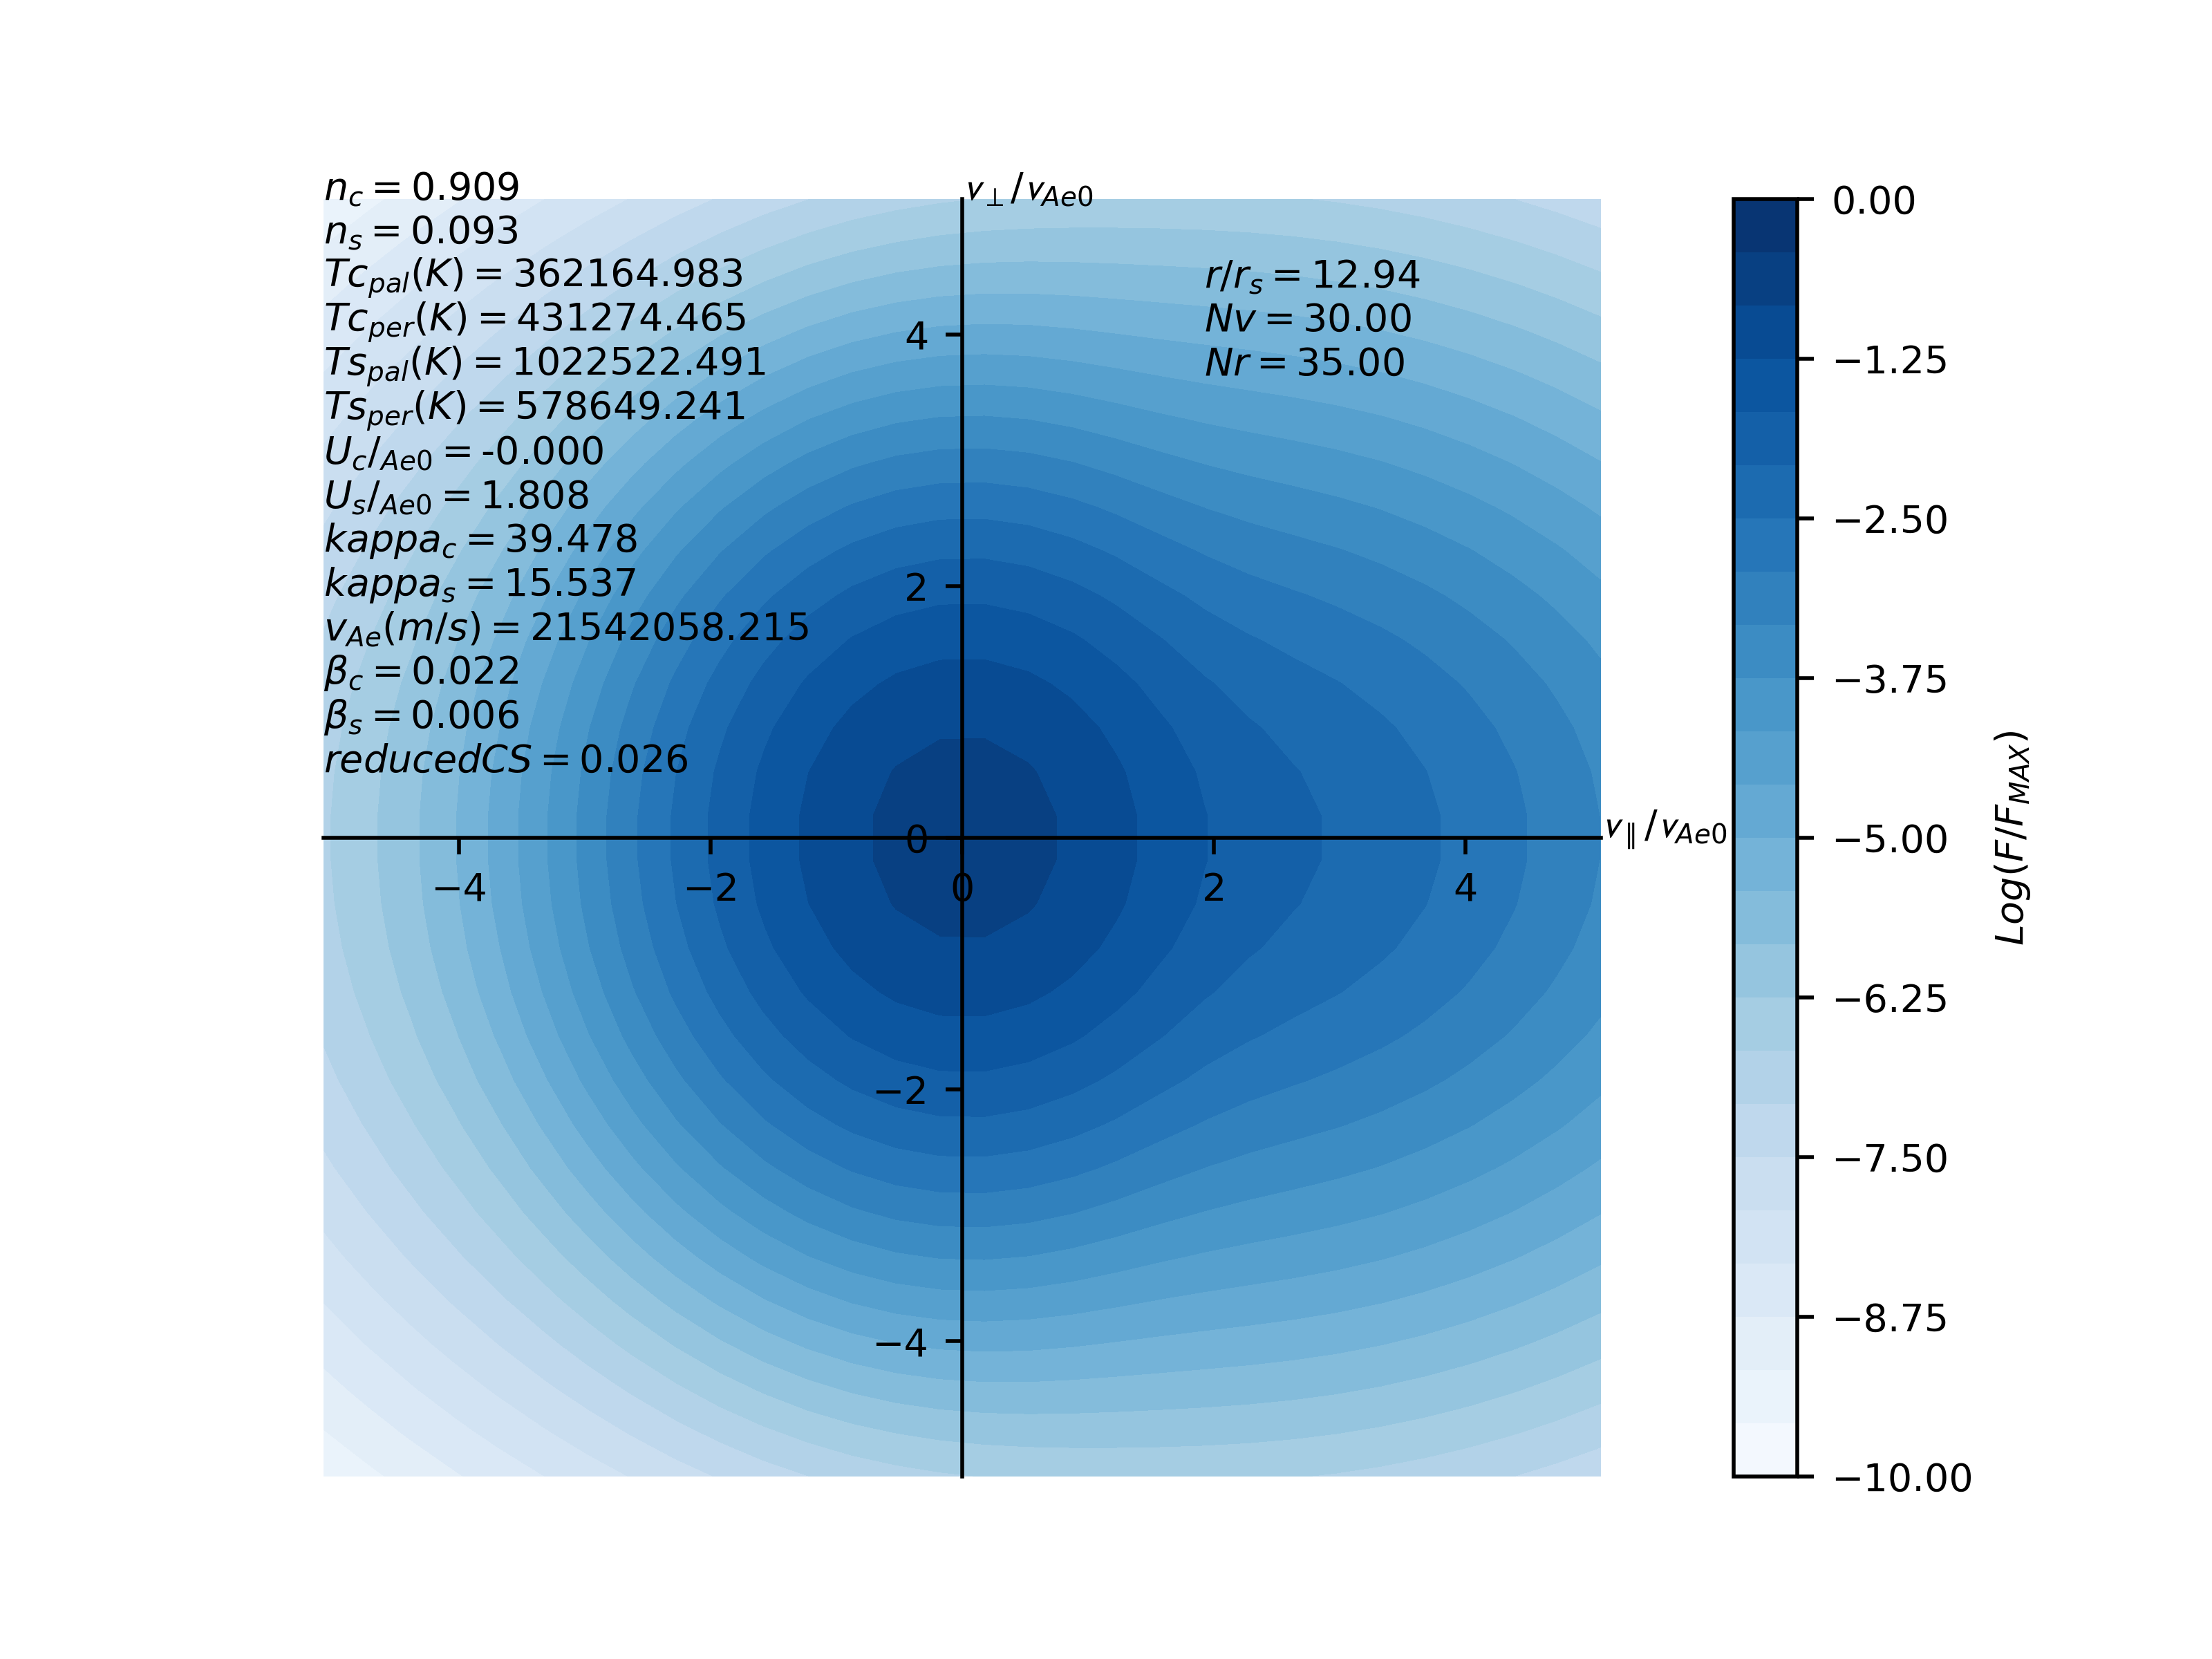 n_c = 0.909
n_s = 0.093
Tc_pal(K) = 362164.983
Tc_per(K) = 431274.465
Ts_pal(K) = 1022522.491
Ts_per(K) = 578649.241
U_c/_Ae0 = -0.000
U_s/_Ae0 = 1.808
kappa_c = 39.478
kappa_s = 15.537
v_Ae(m/s) = 21542058.215
β_c = 0.022
β_s = 0.006
reducedCS = 0.026
v_⊥/v_Ae0
r/r_s = 12.94
Nv = 30.00
Nr = 35.00
4
2
0
−2
−4
−4
−2
0
2
4
v_∥/v_Ae0
0.00
−1.25
−2.50
−3.75
−5.00
−6.25
−7.50
−8.75
−10.00
Log(F/F_MAX)